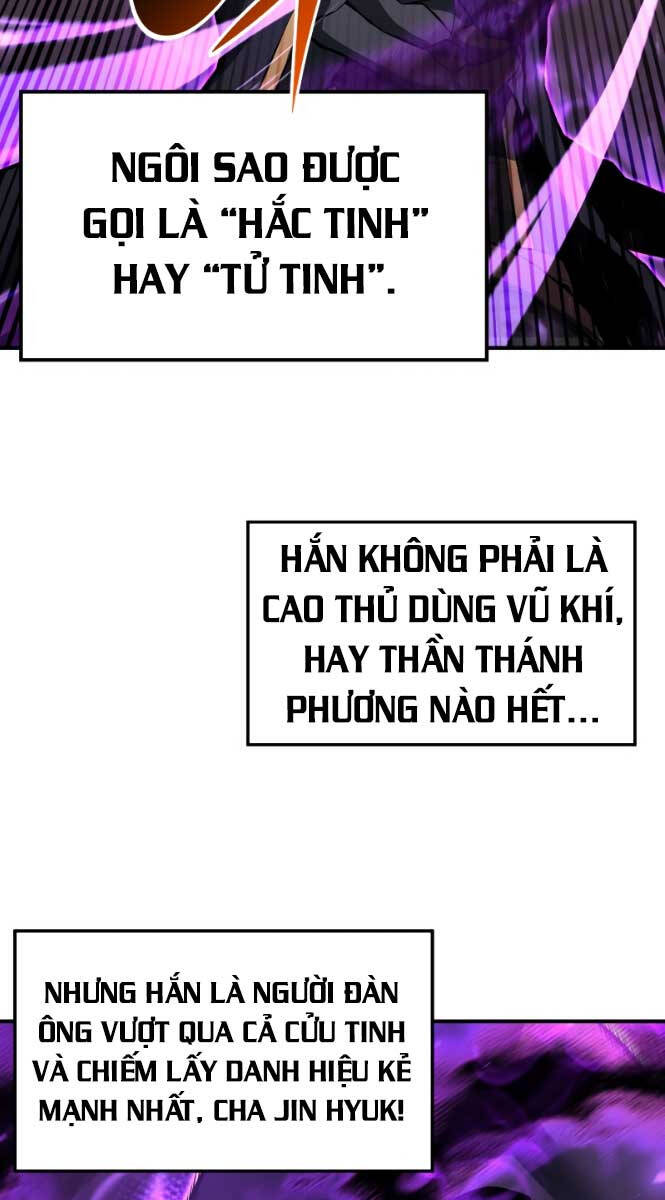 NGÔI SAO ĐƯỢC
GỌI LÀ “HẮC TINH”
HAY “TỬ TINH”.
HẮN KHÔNG PHẢI LÀ
CAO THỦ DÙNG VŨ KHÍ,
HAY THẦN THÁNH
PHƯƠNG NÀO HẾT...
NHƯNG HẮN LÀ NGƯỜI ĐÀN
ÔNG VƯỢT QUA CẢ CỬU TINH
VÀ CHIẾM LẤY DANH HIỆU KẺ
MẠNH NHẤT, CHA JIN HYUK!